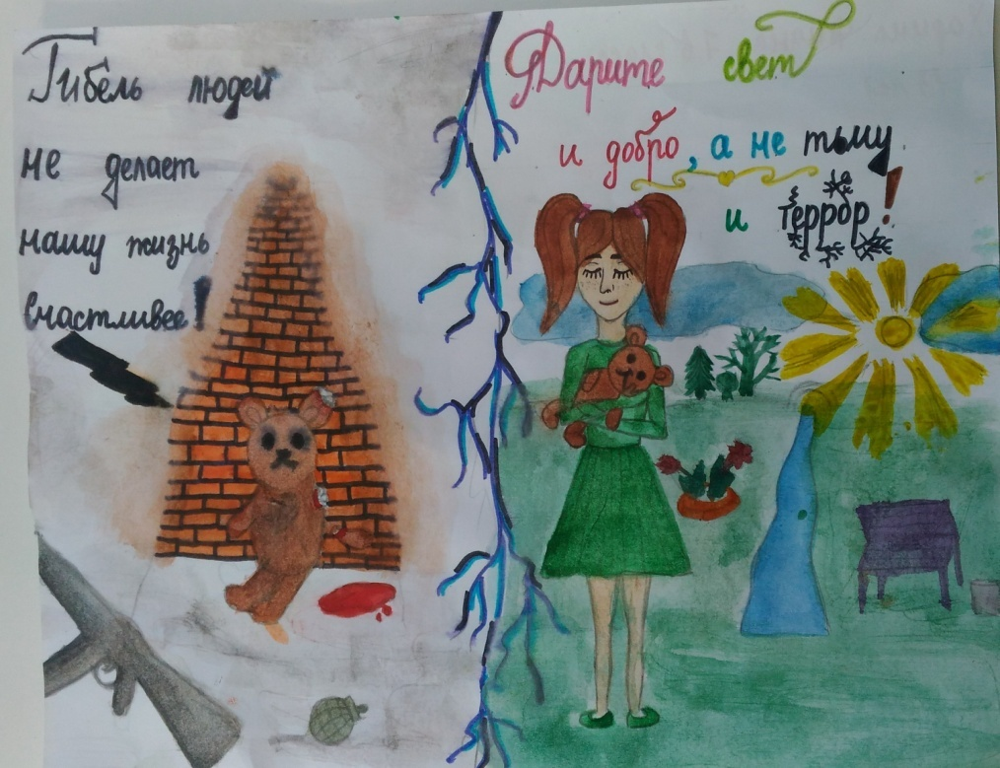 Гибель людей
не делает
нашу жизнь
счастливее!
Дарите свет
и добро, а не тьму
и террор!